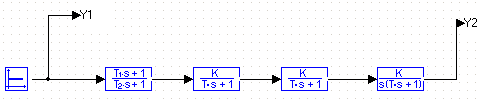 Y1
Y2
T₁·s + 1
T₂·s + 1
K
T·s + 1
K
T·s + 1
K
s(T·s + 1)